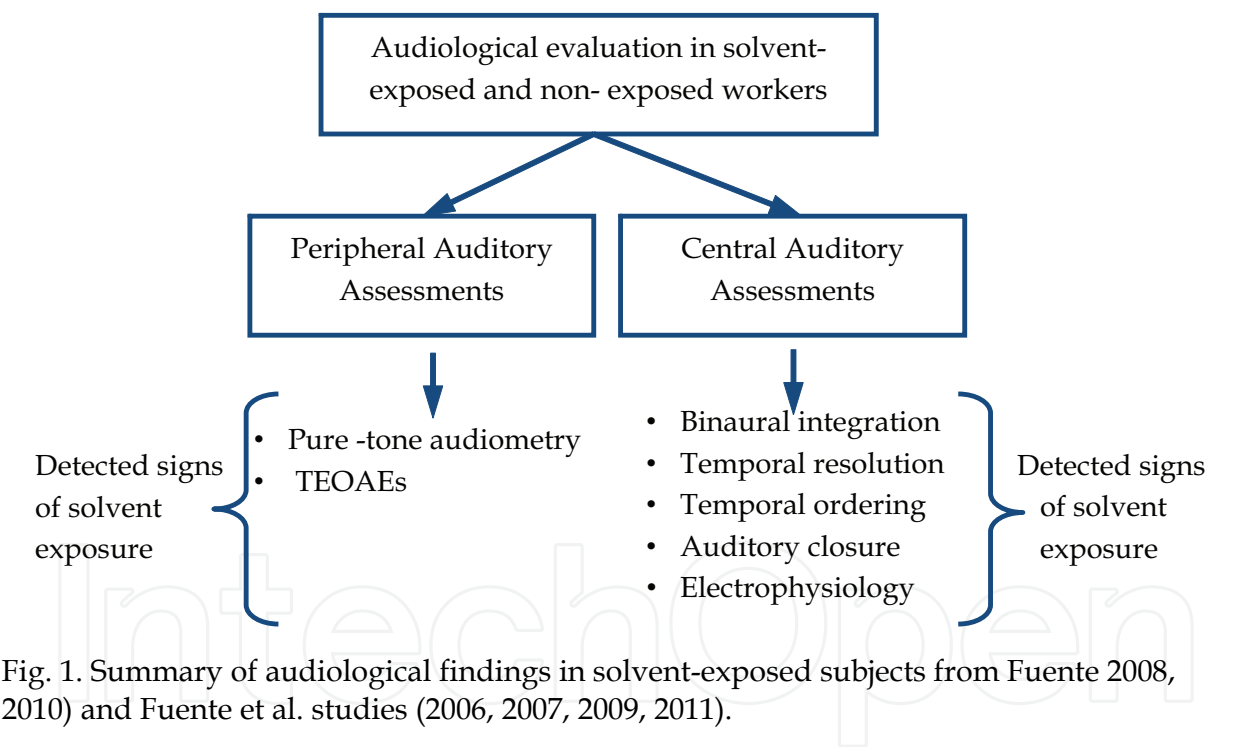 Audiological evaluation in solvent-
exposed and non- exposed workers
Peripheral Auditory
Assessments
Central Auditory
Assessments
Detected signs
of solvent
exposure
• Pure -tone audiometry
• TEOAEs
• Binaural integration
• Temporal resolution
• Temporal ordering
• Auditory closure
• Electrophysiology
Detected signs
of solvent
exposure
IntechOpen
Fig. 1. Summary of audiological findings in solvent-exposed subjects from Fuente 2008,
2010) and Fuente et al. studies (2006, 2007, 2009, 2011).